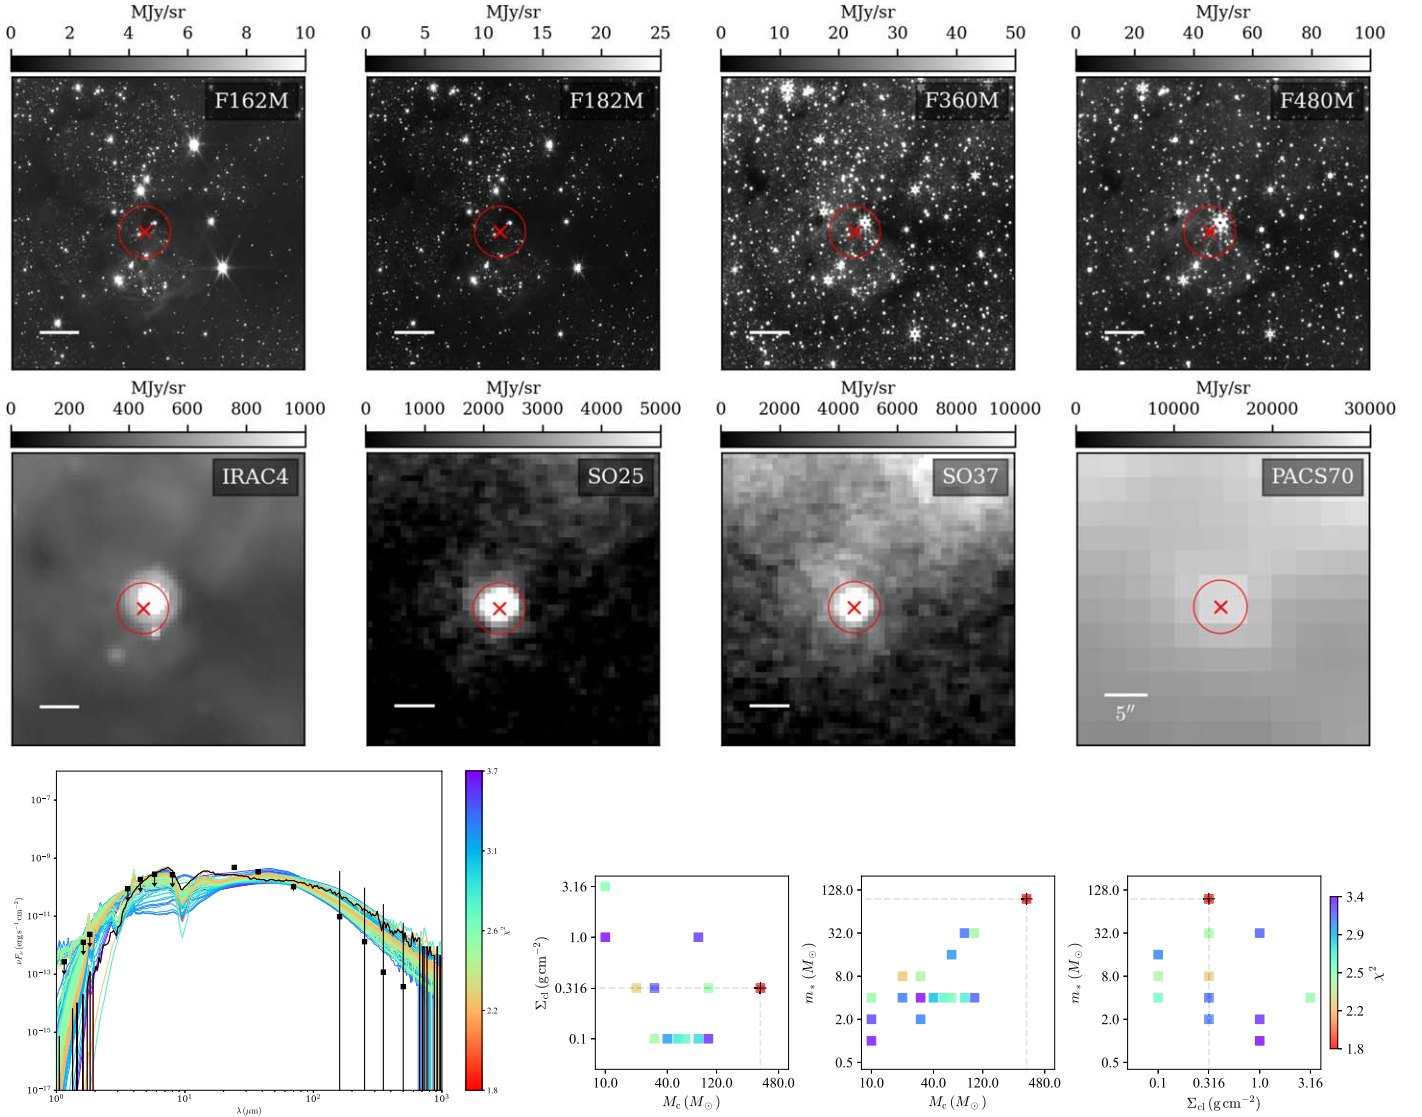 MJy/sr MJy/sr MJy/sr MJy/sr
0 2 4 6 8 10 0 5 10 15 20 25 0 10 20 30 40 50 0 20 40 60 80 100
F162M F182M F360M F480M
MJy/sr MJy/sr MJy/sr MJy/sr
0 200 400 600 800 1000 0 1000 2000 3000 4000 5000 0 2000 4000 6000 8000 10000 0 10000 20000 30000
IRAC4 SO25 SO37 PACS70
5″
10⁻⁷
10⁻⁹
10⁻¹¹
10⁻¹³
10⁻¹⁵
10⁻¹⁷
νFν (erg s⁻¹ cm⁻²)
10⁰ 10¹ 10² 10³
λ (μm)
3.7
3.1
2.6
2.2
1.8
χ²
3.16
1.0
0.316
0.1
Σcl (g cm⁻²)
10.0 40.0 120.0 480.0
Mc (M⊙)
128.0
32.0
8.0
2.0
0.5
m* (M⊙)
10.0 40.0 120.0 480.0
Mc (M⊙)
128.0
32.0
8.0
2.0
0.5
m* (M⊙)
0.1 0.316 1.0 3.16
Σcl (g cm⁻²)
3.4
2.9
2.5
2.2
1.8
χ²